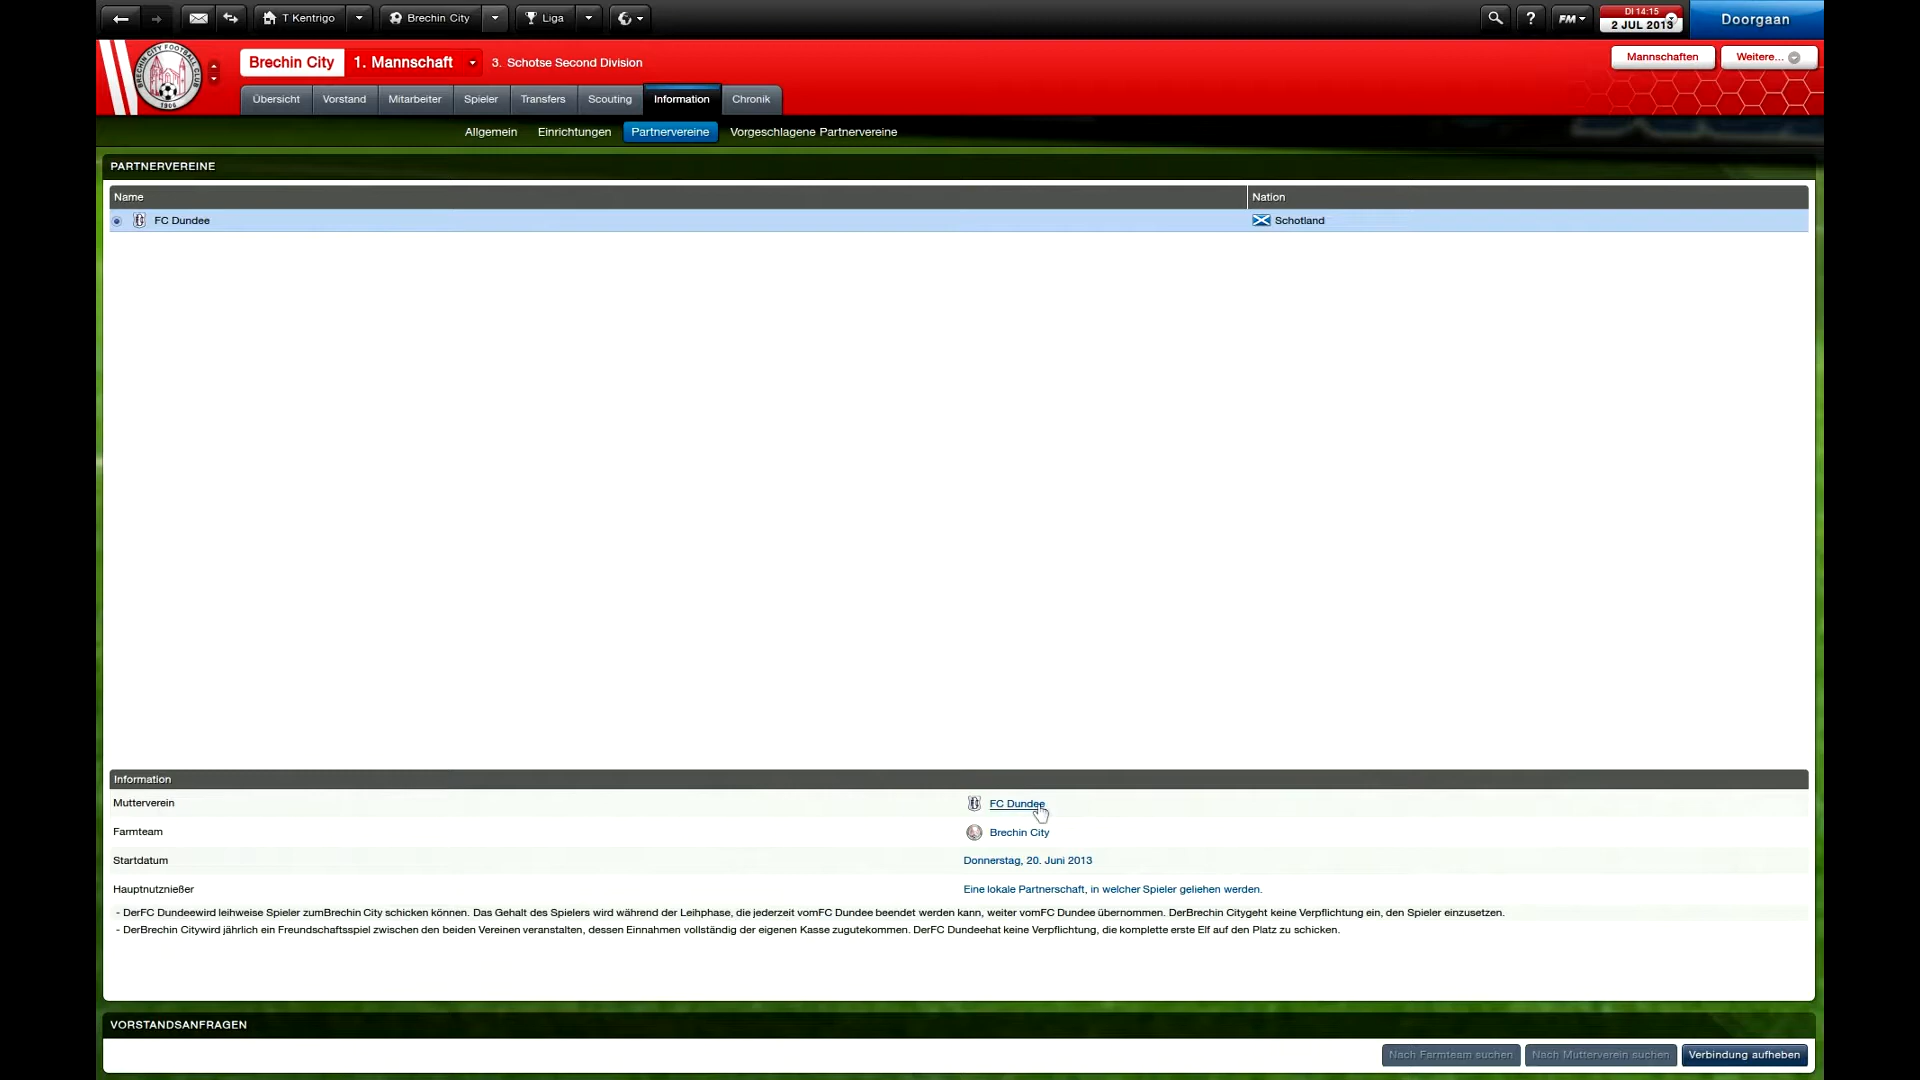 T Kentrigo
Brechin City
Liga
?
FM
DI 14:15
2 JUL 2013
Doorgaan
Brechin City 1. Mannschaft 3. Schotse Second Division
Mannschaften
Weitere...
BRECHIN CITY FOOTBALL CLUB
1906
Übersicht Vorstand Mitarbeiter Spieler Transfers Scouting Information Chronik
Allgemein Einrichtungen Partnervereine Vorgeschlagene Partnervereine
PARTNERVEREINE
Name Nation
FC Dundee Schotland
Information
Mutterverein FC Dundee
Farmteam Brechin City
Startdatum Donnerstag, 20. Juni 2013
Hauptnutznießer Eine lokale Partnerschaft, in welcher Spieler geliehen werden.
- DerFC Dundeewird leihweise Spieler zumBrechin City schicken können. Das Gehalt des Spielers wird während der Leihphase, die jederzeit vomFC Dundee beendet werden kann, weiter vomFC Dundee übernommen. DerBrechin Citygeht keine Verpflichtung ein, den Spieler einzusetzen.
- DerBrechin Citywird jährlich ein Freundschaftsspiel zwischen den beiden Vereinen veranstalten, dessen Einnahmen vollständig der eigenen Kasse zugutekommen. DerFC Dundeehat keine Verpflichtung, die komplette erste Elf auf den Platz zu schicken.
VORSTANDSANFRAGEN
Nach Farmteam suchen Nach Mutterverein suchen Verbindung aufheben